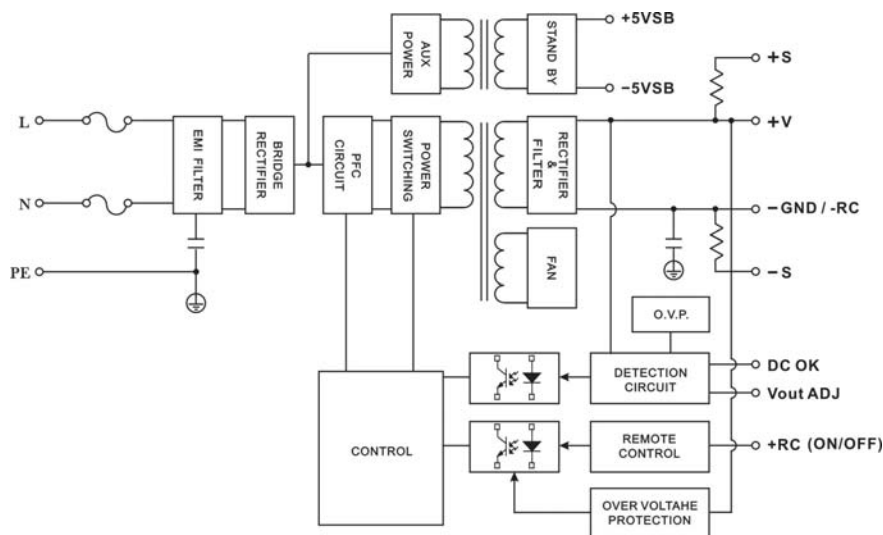 +5VSB
AUX
POWER
STAND BY
+S
−5VSB
L
+V
EMI FILTER
BRIDGE
RECTIFIER
PFC
CIRCUIT
POWER
SWITCHING
RECTIFIER
&
FILTER
N
−GND / -RC
FAN
PE
−S
O.V.P.
DETECTION
CIRCUIT
DC OK
Vout ADJ
CONTROL
REMOTE
CONTROL
+RC (ON/OFF)
OVER VOLTAHE
PROTECTION